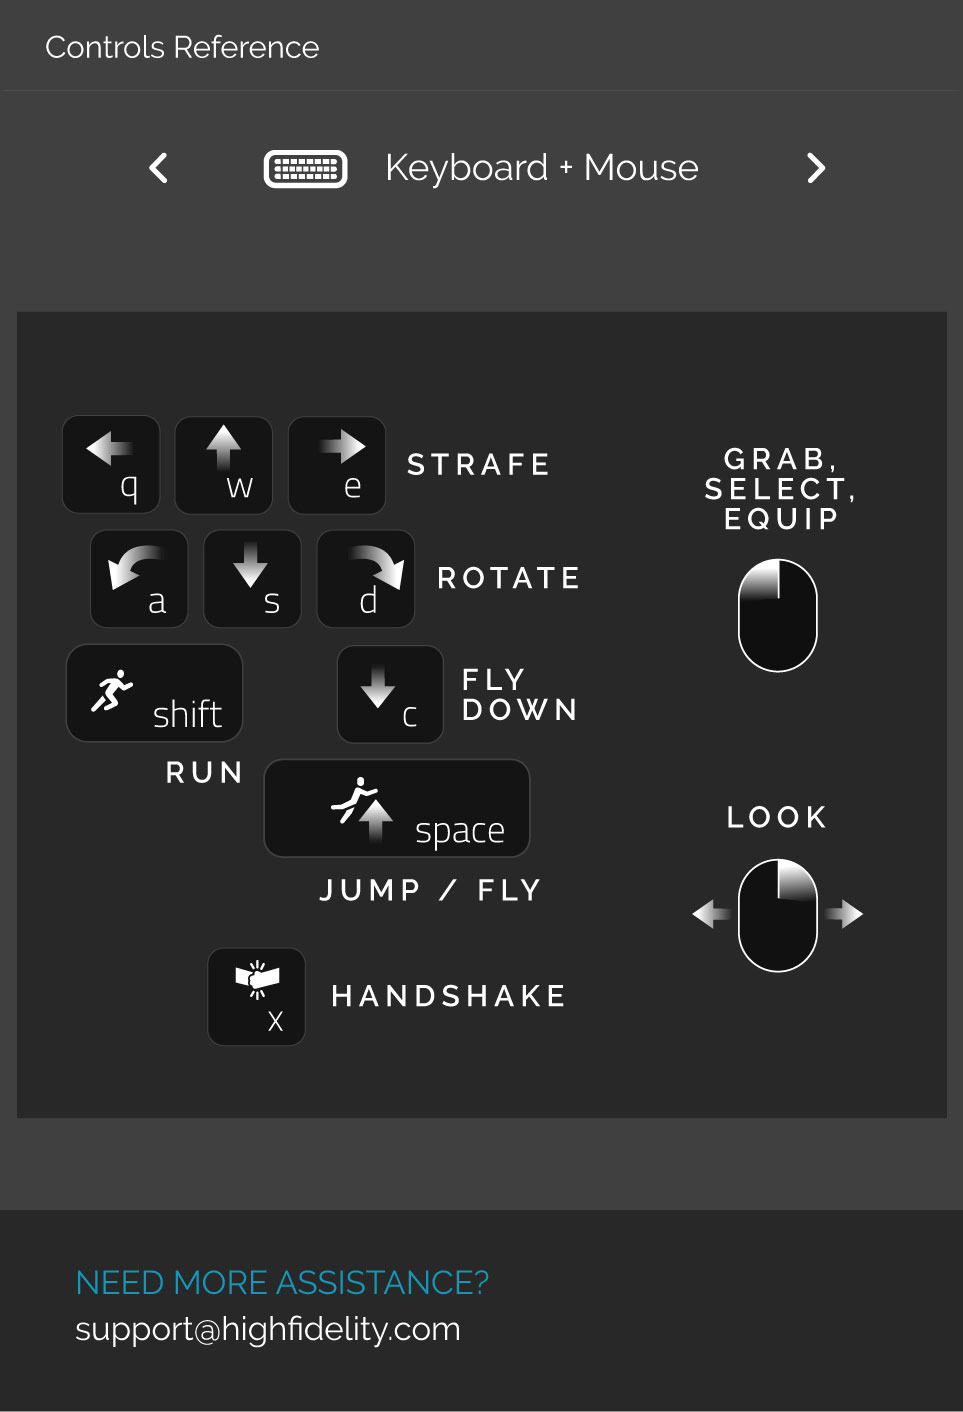 Controls Reference
Keyboard + Mouse
q w e STRAFE
a s d ROTATE
shift
RUN
c FLY
DOWN
space
JUMP / FLY
x HANDSHAKE
GRAB,
SELECT,
EQUIP
LOOK
NEED MORE ASSISTANCE?
support@highfidelity.com